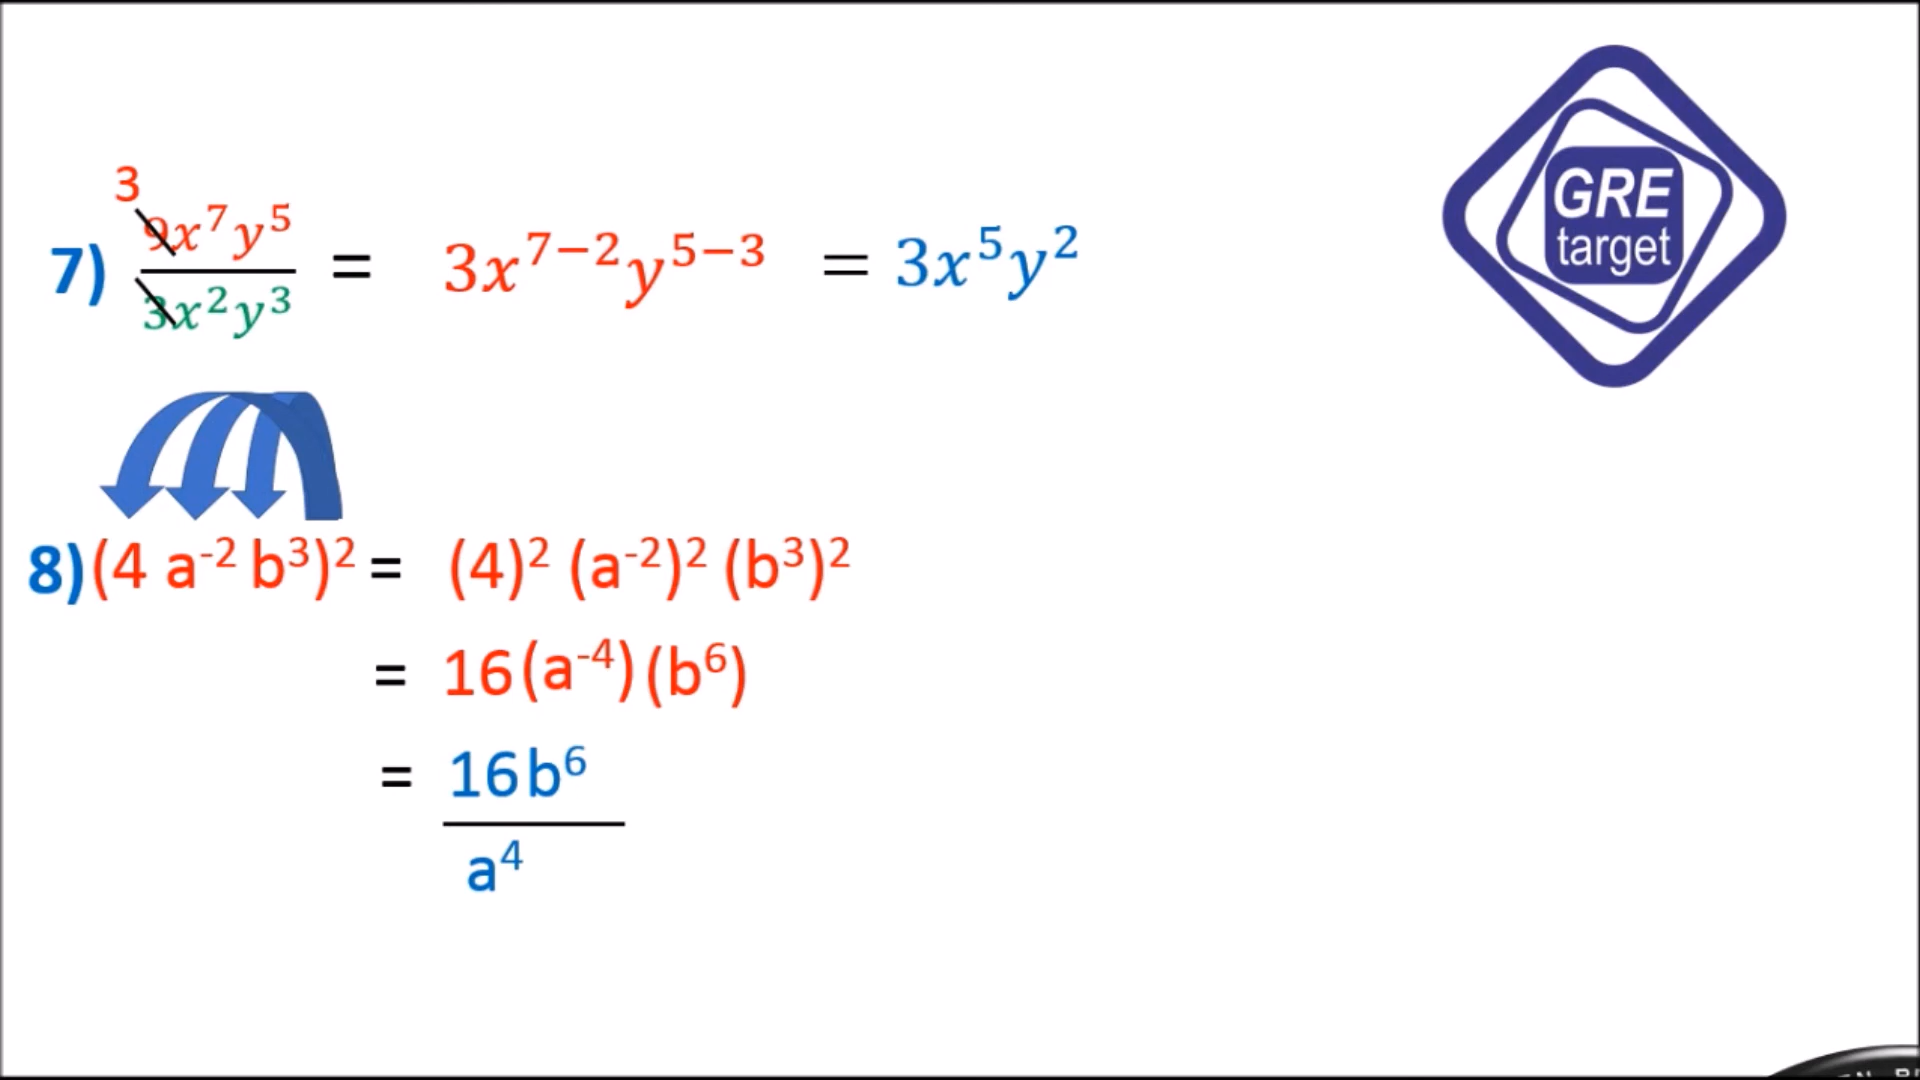 GRE
target
3
7) 9x⁷y⁵ / 3x²y³ = 3x⁷⁻²y⁵⁻³ = 3x⁵y²
8) (4 a⁻² b³)² = (4)² (a⁻²)² (b³)²
= 16 (a⁻⁴) (b⁶)
= 16b⁶
a⁴